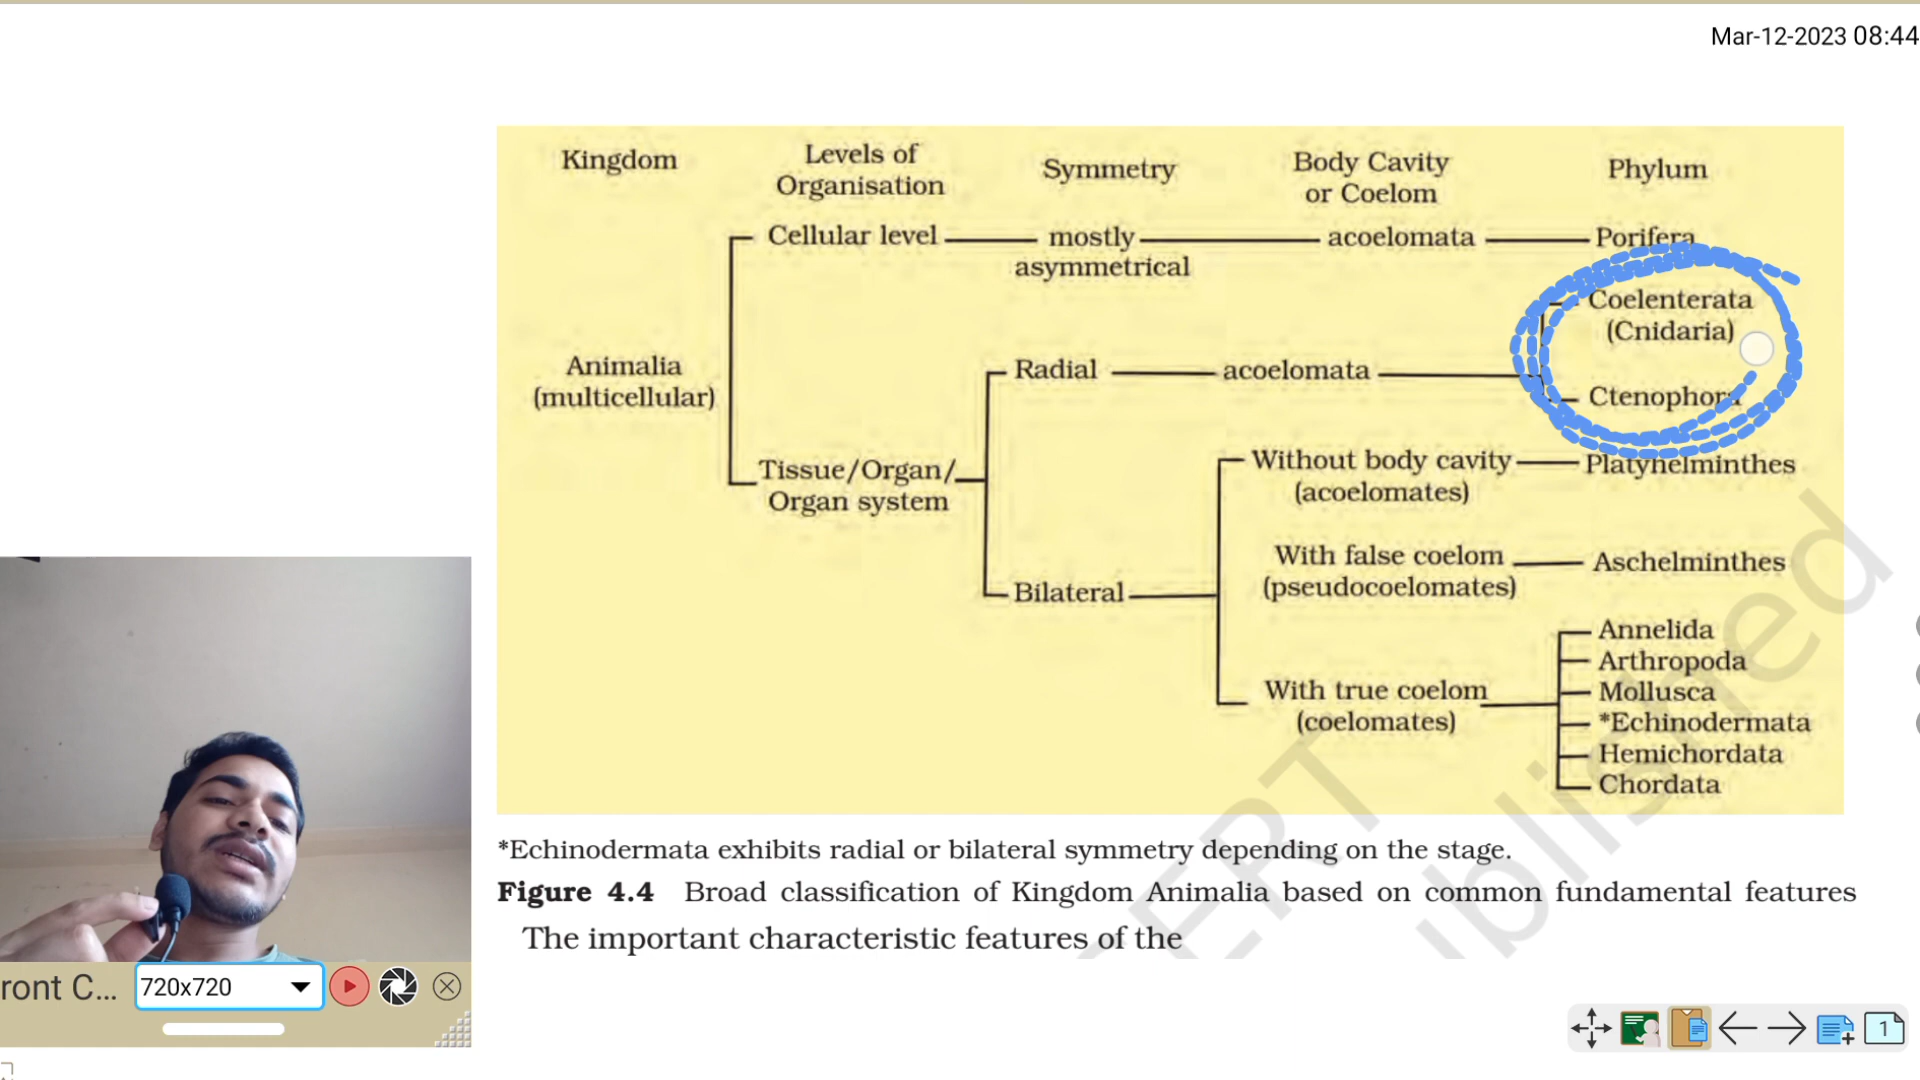 Mar-12-2023 08:44
Kingdom
Levels of
Organisation
Symmetry
Body Cavity
or Coelom
Phylum
Cellular level
mostly
asymmetrical
acoelomata
Porifera
Coelenterata
(Cnidaria)
Animalia
(multicellular)
Radial
acoelomata
Ctenophora
Tissue/Organ/
Organ system
Without body cavity
(acoelomates)
Platyhelminthes
With false coelom
(pseudocoelomates)
Aschelminthes
Bilateral
Annelida
Arthropoda
Mollusca
With true coelom
(coelomates)
*Echinodermata
Hemichordata
Chordata
*Echinodermata exhibits radial or bilateral symmetry depending on the stage.
Figure 4.4 Broad classification of Kingdom Animalia based on common fundamental features
The important characteristic features of the
ront C...
720x720
1